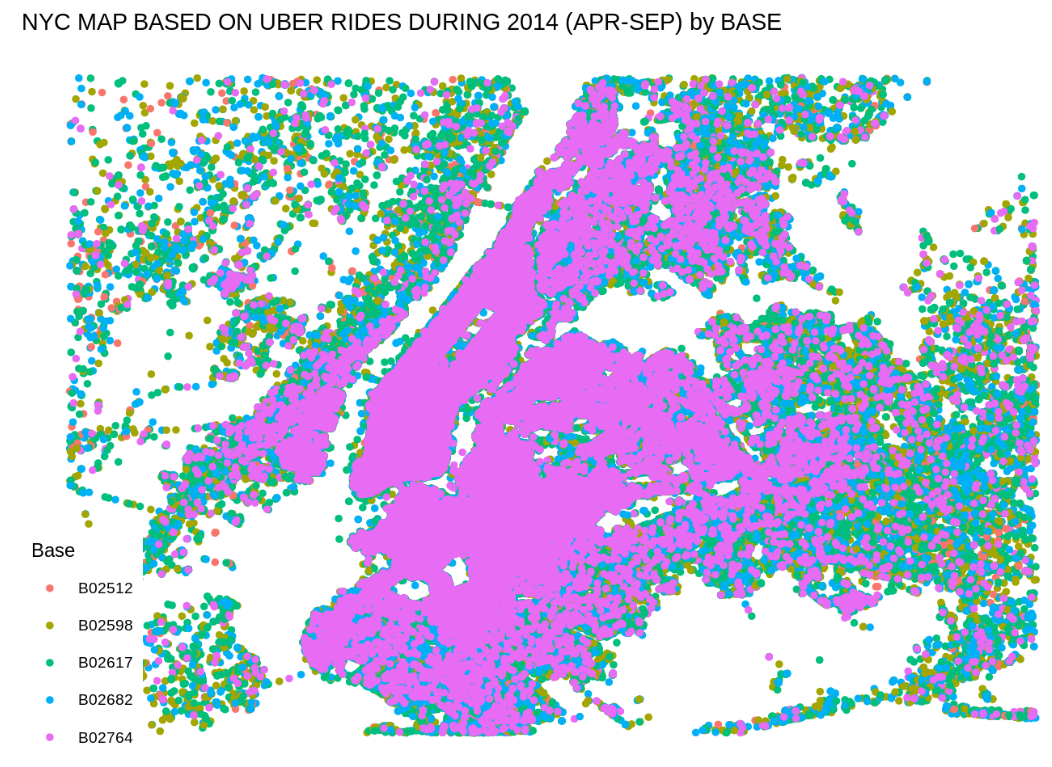 NYC MAP BASED ON UBER RIDES DURING 2014 (APR-SEP) by BASE
Base
B02512
B02598
B02617
B02682
B02764